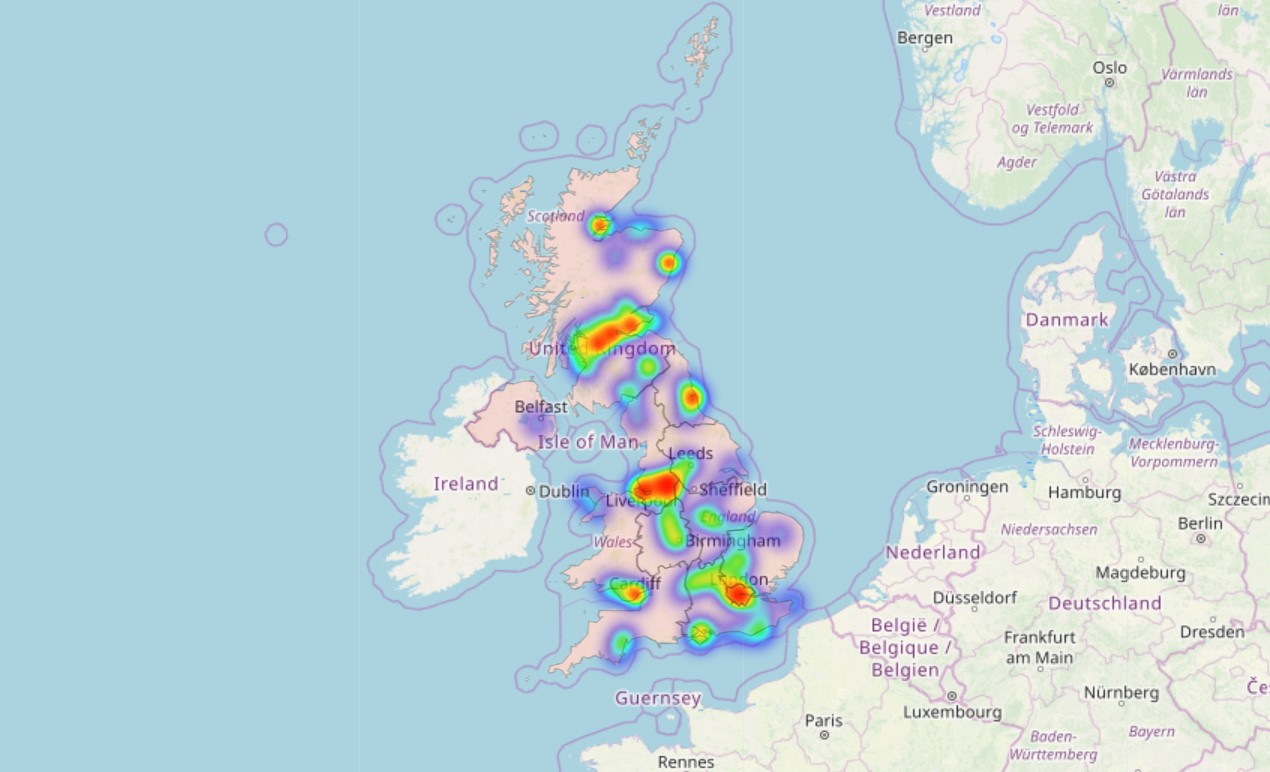 Vestland
län
Bergen
Oslo
Värmlands
län
Vestfold
og Telemark
Agder
Västra
Götalands
län
Scotland
Danmark
United Kingdom
København
Belfast
Isle of Man
Schleswig-
Holstein
Mecklenburg-
Vorpommern
Leeds
Ireland
Dublin
Liverpool
Sheffield
Groningen
Hamburg
Szczecin
England
Niedersachsen
Berlin
Wales
Birmingham
Nederland
Magdeburg
Cardiff
London
Düsseldorf
Deutschland
België /
Belgique /
Belgien
Frankfurt
am Main
Dresden
Guernsey
Nürnberg
Če
Luxembourg
Paris
Baden-
Württemberg
Bayern
Rennes